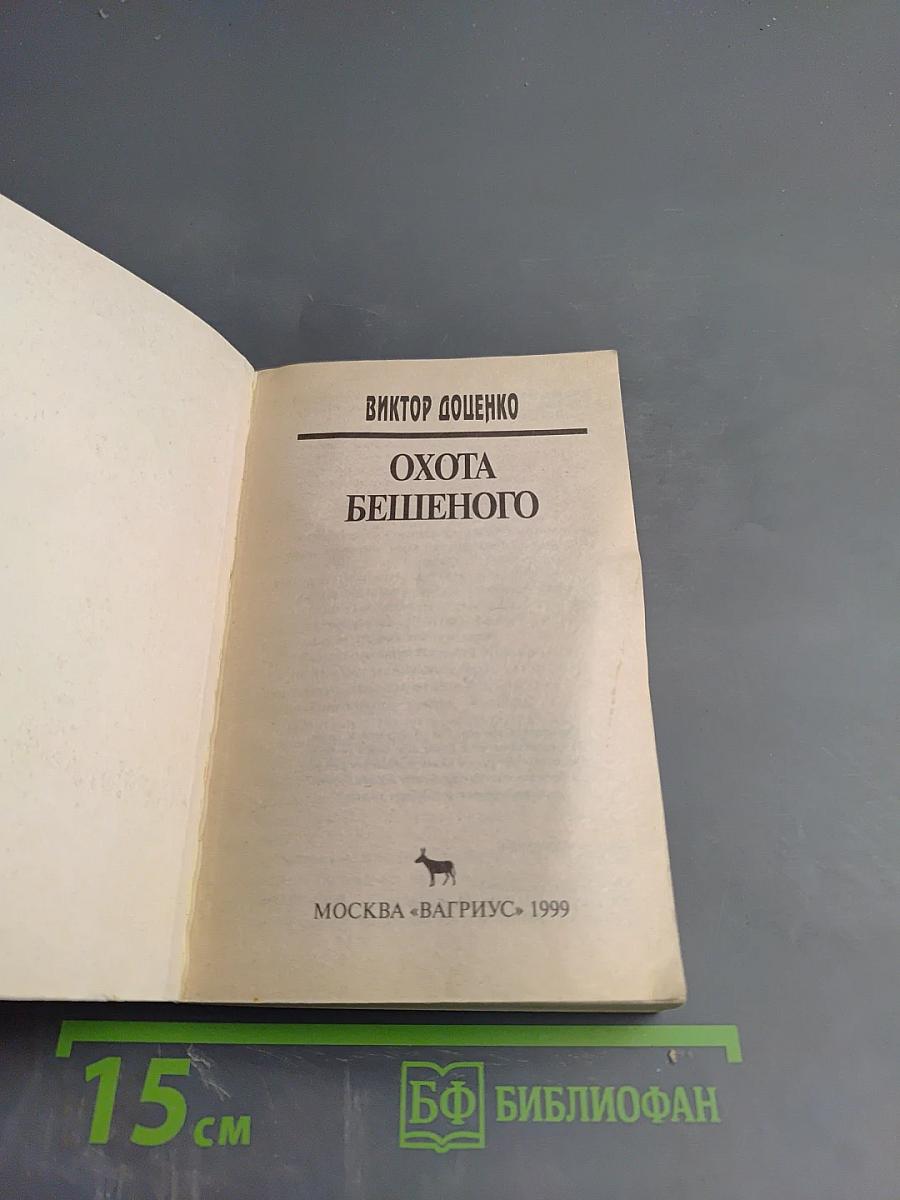 ВИКТОР ДОЦЕНКО
ОХОТА
БЕШЕНОГО
МОСКВА «ВАГРИУС» 1999
15 см
БФ БИБЛИОФАН